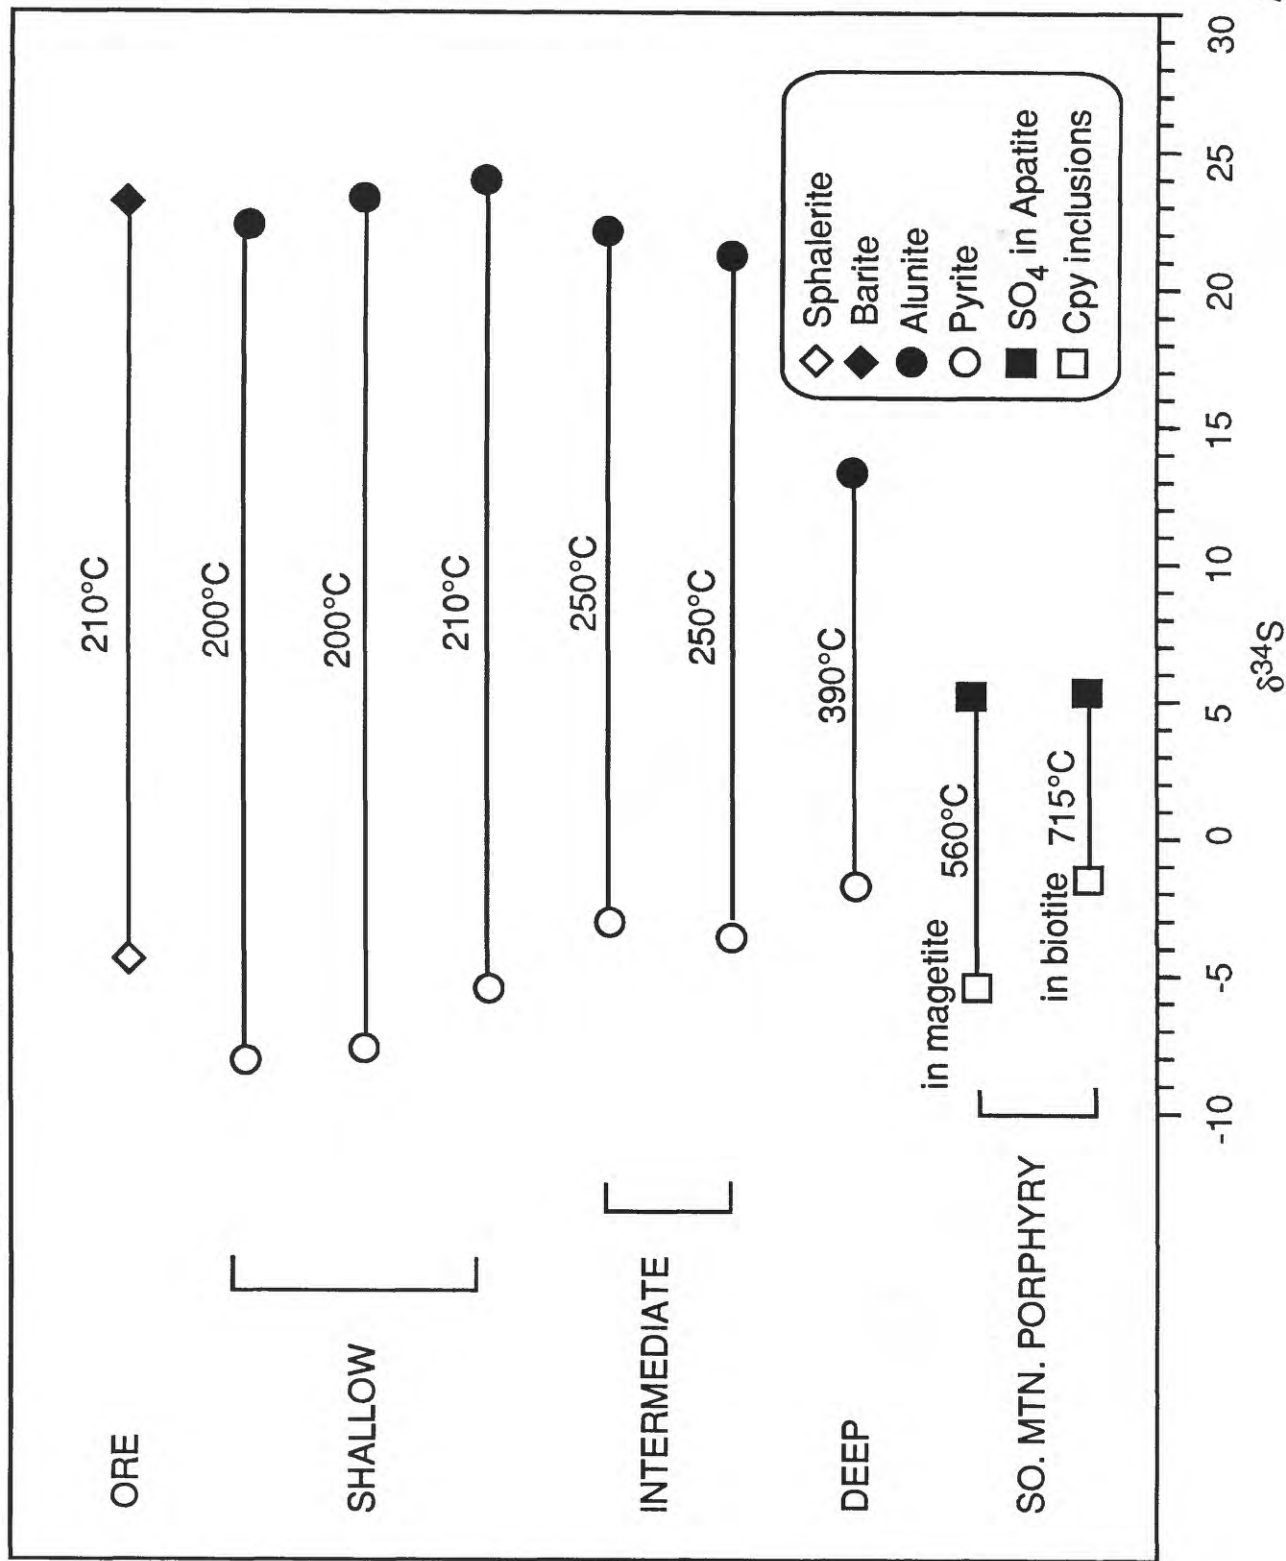 ORE
210°C
200°C
SHALLOW
200°C
210°C
INTERMEDIATE
250°C
250°C
DEEP
390°C
SO. MTN. PORPHYRY
in magetite
560°C
in biotite
715°C
Sphalerite
Barite
Alunite
Pyrite
SO4 in Apatite
Cpy inclusions
-10 -5 0 5 10 15 20 25 30
δ34S